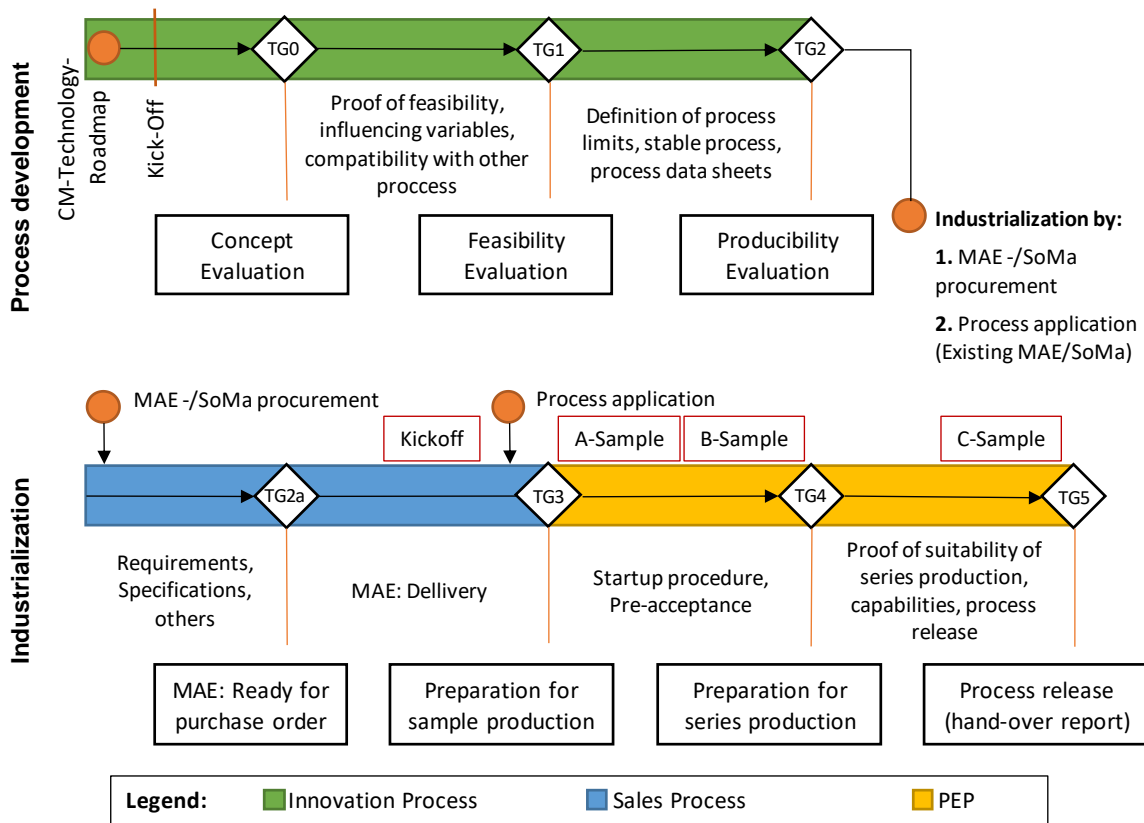 Process development
CM-Technology-
Roadmap
Kick-Off
TG0
TG1
TG2
Proof of feasibility,
influencing variables,
compatibility with other
proccess
Definition of process
limits, stable process,
process data sheets
Concept
Evaluation
Feasibility
Evaluation
Producibility
Evaluation
Industrialization by:
1. MAE -/SoMa
procurement
2. Process application
(Existing MAE/SoMa)
Industrialization
MAE -/SoMa procurement
Process application
Kickoff
A-Sample
B-Sample
C-Sample
TG2a
TG3
TG4
TG5
Requirements,
Specifications,
others
MAE: Dellivery
Startup procedure,
Pre-acceptance
Proof of suitability of
series production,
capabilities, process
release
MAE: Ready for
purchase order
Preparation for
sample production
Preparation for
series production
Process release
(hand-over report)
Legend:
Innovation Process
Sales Process
PEP